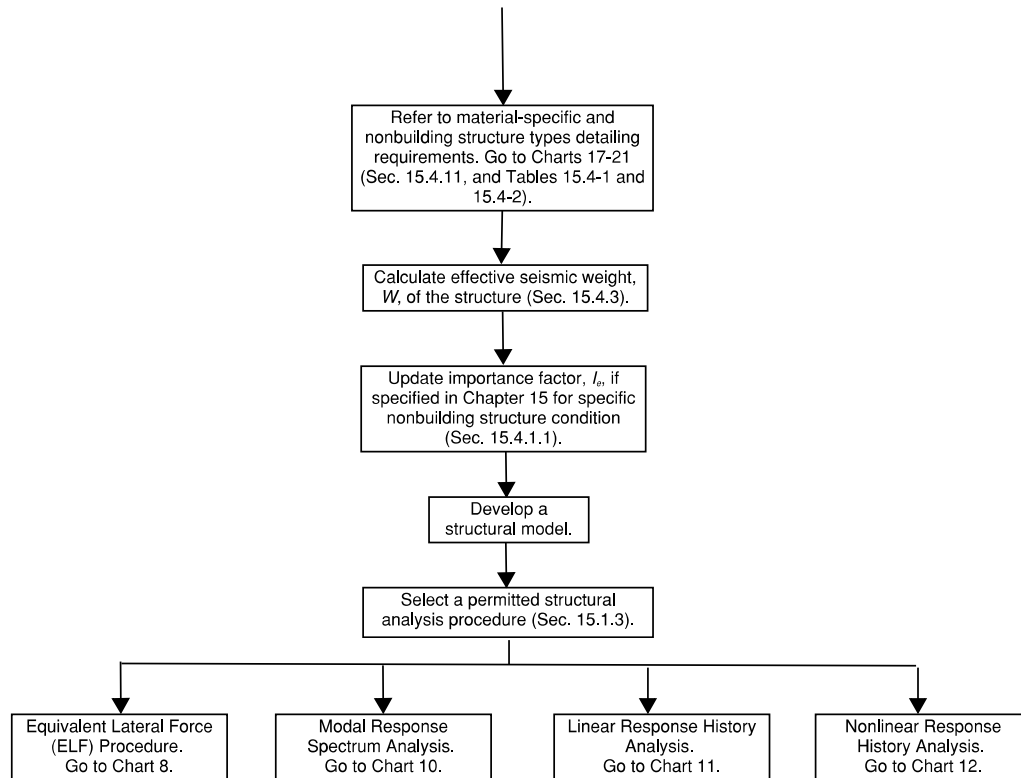 Refer to material-specific and
nonbuilding structure types detailing
requirements. Go to Charts 17-21
(Sec. 15.4.11, and Tables 15.4-1 and
15.4-2).
Calculate effective seismic weight,
W, of the structure (Sec. 15.4.3).
Update importance factor, Ie, if
specified in Chapter 15 for specific
nonbuilding structure condition
(Sec. 15.4.1.1).
Develop a
structural model.
Select a permitted structural
analysis procedure (Sec. 15.1.3).
Equivalent Lateral Force
(ELF) Procedure.
Go to Chart 8.
Modal Response
Spectrum Analysis.
Go to Chart 10.
Linear Response History
Analysis.
Go to Chart 11.
Nonlinear Response
History Analysis.
Go to Chart 12.